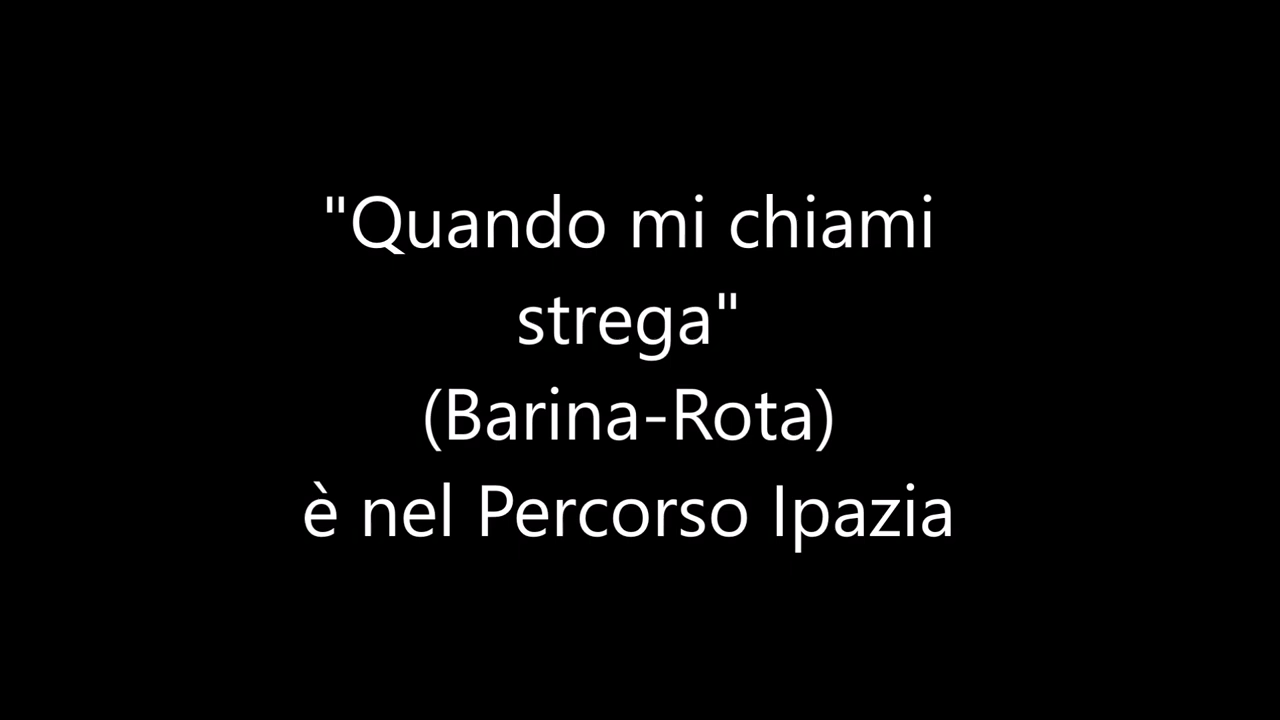 "Quando mi chiami
strega"
(Barina-Rota)
è nel Percorso Ipazia